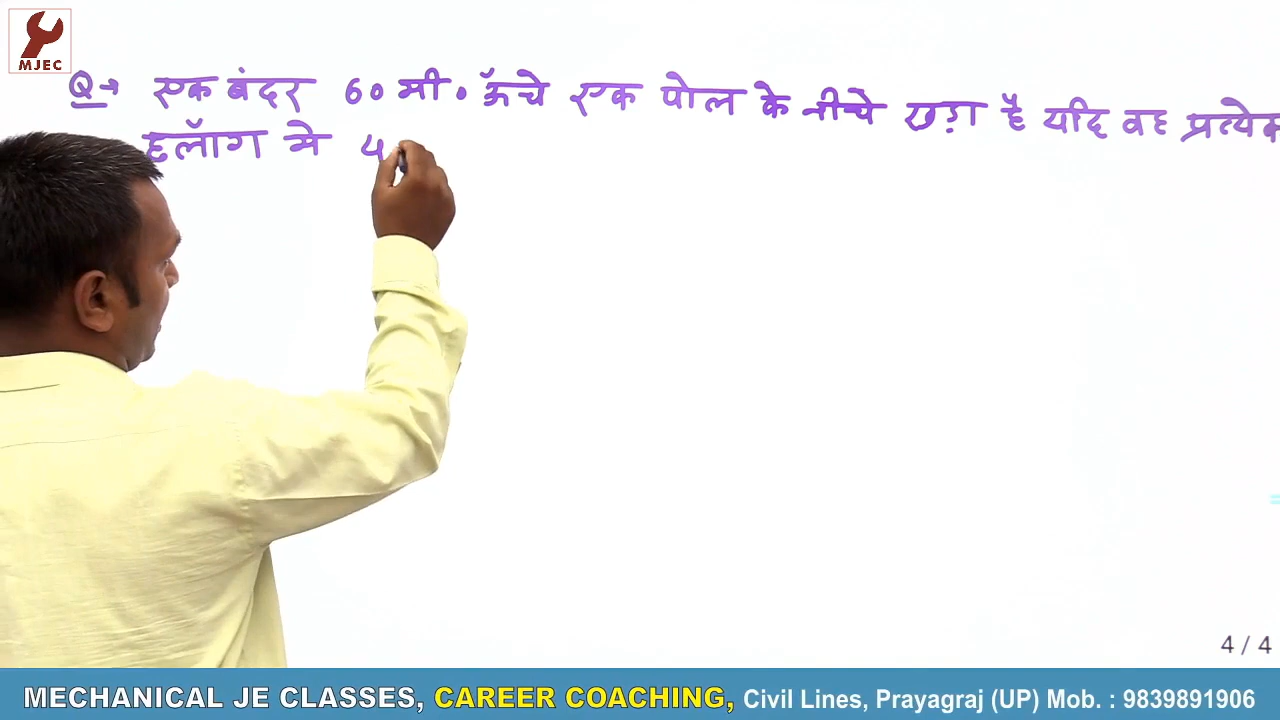 MJEC
Q→ एक बंदर 60 मी॰ ऊँचे एक पोल के नीचे खड़ा है यदि वह प्रत्येक
छलाँग मे 4
4 / 4
MECHANICAL JE CLASSES, CAREER COACHING, Civil Lines, Prayagraj (UP) Mob. : 9839891906